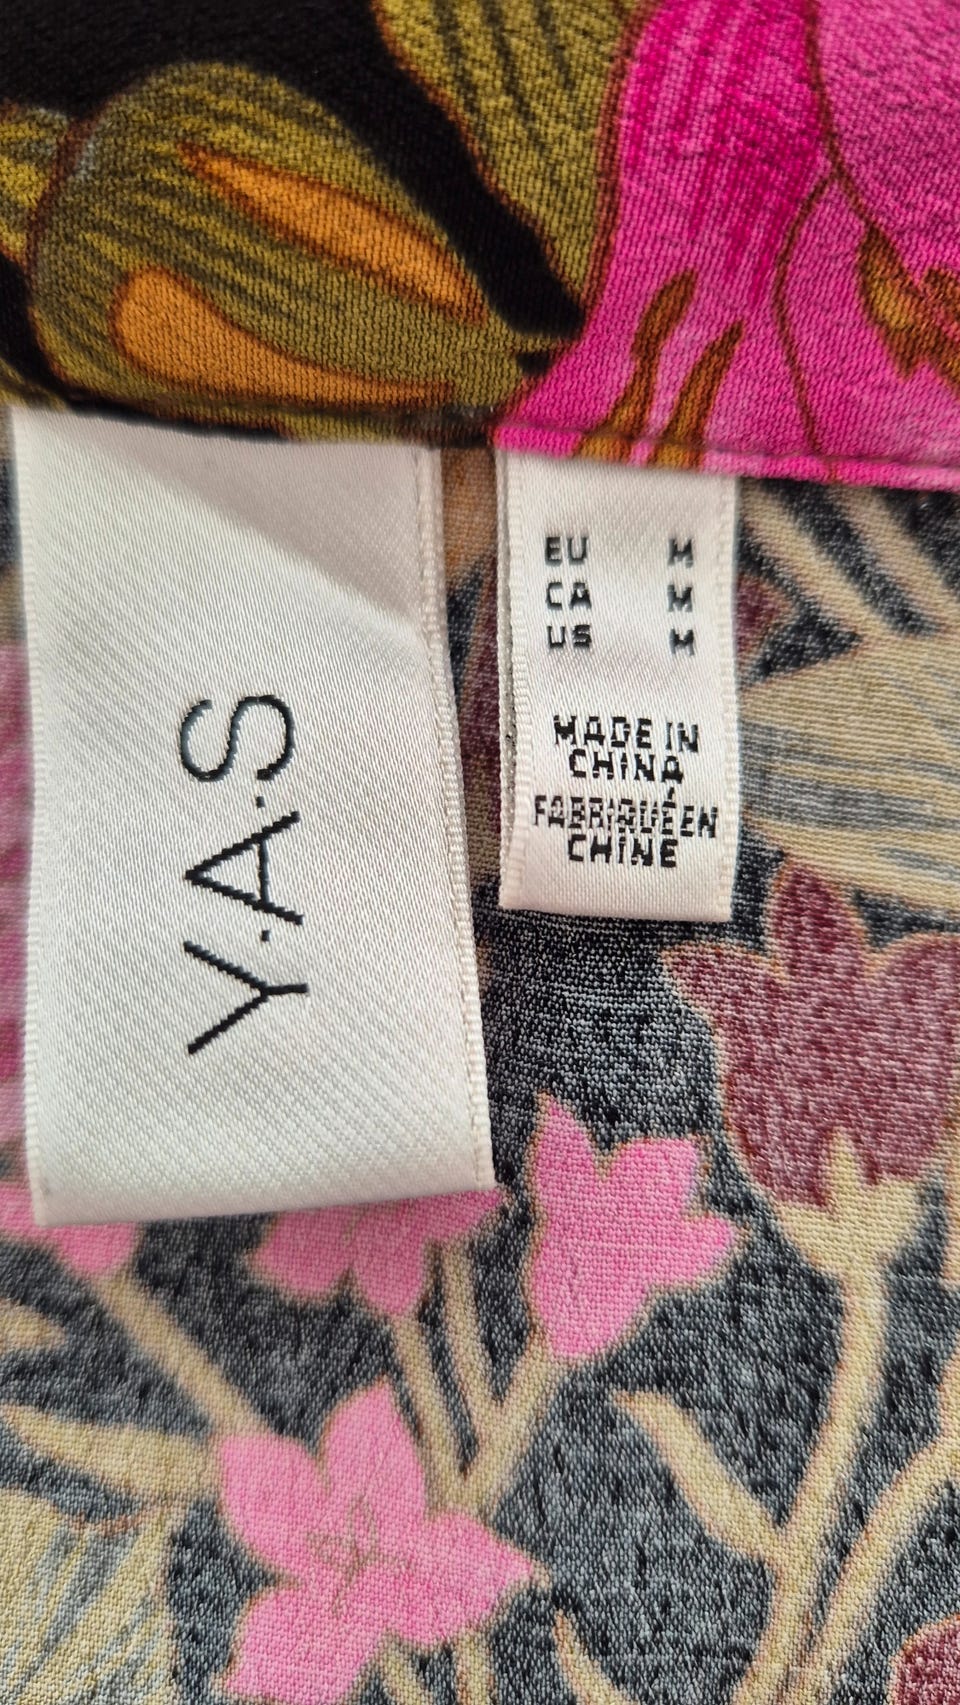 Y.A.S
EU M
CA M
US M
MADE IN
CHINA
FABRIQUÉ EN
CHINE